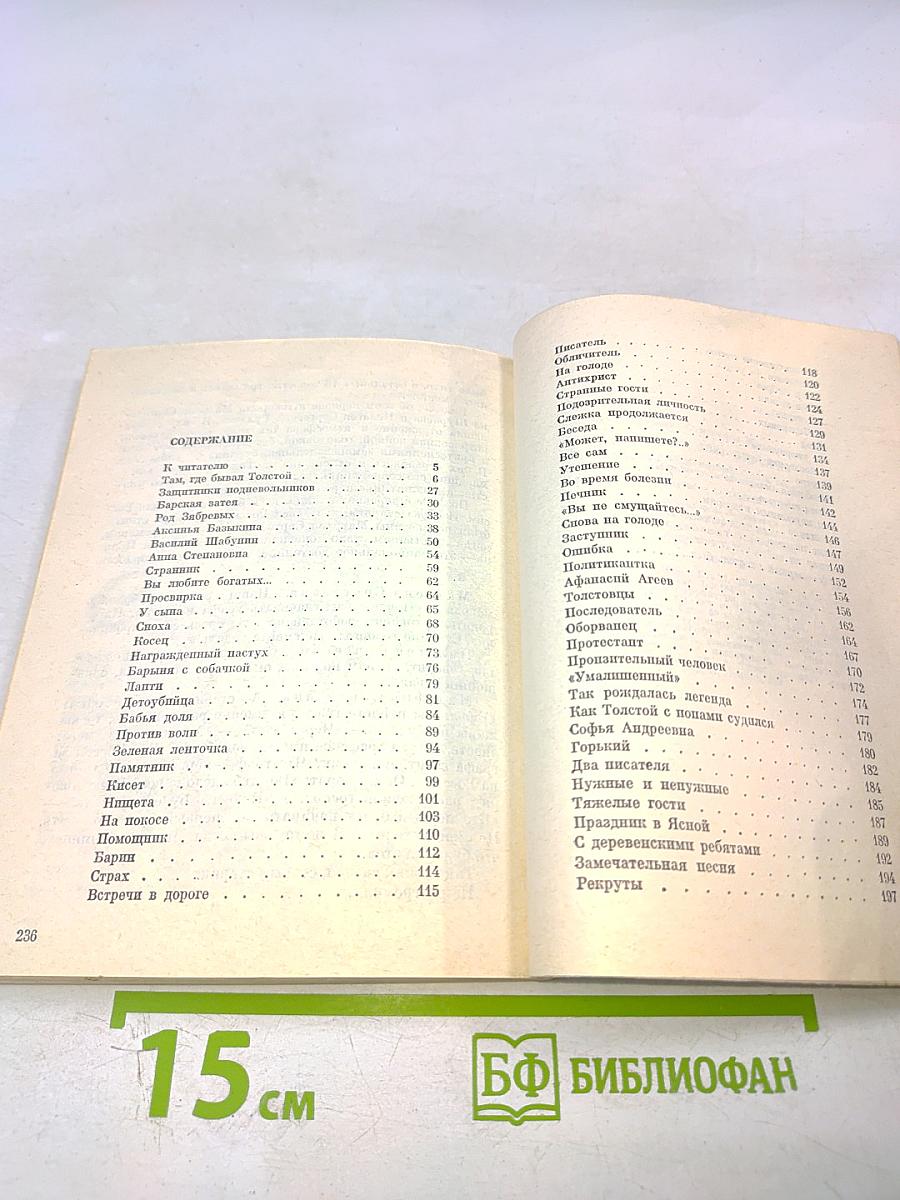 СОДЕРЖАНИЕ
К читателю . . . . . . . . . . . . 5
Там, где бывал Толстой . . . . . . . . . . . . 6
Защитники подневольников . . . . . . . . . . . . 27
Барская затея . . . . . . . . . . . . 30
Род Зябревых . . . . . . . . . . . . 33
Аксинья Базыкина . . . . . . . . . . . . 38
Василий Шабунин . . . . . . . . . . . . 50
Анна Степановна . . . . . . . . . . . . 54
Странник . . . . . . . . . . . . 59
Вы любите богатых... . . . . . . . . . . . . 62
Просвирка . . . . . . . . . . . . 64
У сына . . . . . . . . . . . . 65
Сноха . . . . . . . . . . . . 68
Косец . . . . . . . . . . . . 70
Награжденный пастух . . . . . . . . . . . . 73
Барыня с собачкой . . . . . . . . . . . . 76
Лапти . . . . . . . . . . . . 79
Детоубийца . . . . . . . . . . . . 81
Бабья доля . . . . . . . . . . . . 84
Против воли . . . . . . . . . . . . 89
Зеленая ленточка . . . . . . . . . . . . 94
Памятник . . . . . . . . . . . . 97
Кисет . . . . . . . . . . . . 99
Нищета . . . . . . . . . . . . 101
На покосе . . . . . . . . . . . . 103
Помощник . . . . . . . . . . . . 110
Барин . . . . . . . . . . . . 112
Страх . . . . . . . . . . . . 114
Встречи в дороге . . . . . . . . . . . . 115
236
Писатель . . . . . . . . . . . . 118
Обличитель . . . . . . . . . . . . 120
На голоде . . . . . . . . . . . . 122
Антихрист . . . . . . . . . . . . 124
Странные гости . . . . . . . . . . . . 127
Подозрительная личность . . . . . . . . . . . . 129
Слежка продолжается . . . . . . . . . . . . 131
Беседа . . . . . . . . . . . . 134
«Может, напишете?..» . . . . . . . . . . . . 137
Все сам . . . . . . . . . . . . 139
Утешение . . . . . . . . . . . . 141
Во время болезни . . . . . . . . . . . . 142
Печник . . . . . . . . . . . . 144
«Вы не смущайтесь...» . . . . . . . . . . . . 146
Снова на голоде . . . . . . . . . . . . 147
Заступник . . . . . . . . . . . . 149
Ошибка . . . . . . . . . . . . 152
Политикантка . . . . . . . . . . . . 154
Афанасий Агеев . . . . . . . . . . . . 156
Толстовцы . . . . . . . . . . . . 162
Последователь . . . . . . . . . . . . 164
Оборванец . . . . . . . . . . . . 167
Протестант . . . . . . . . . . . . 170
Пронзительный человек . . . . . . . . . . . . 172
«Умалишенный» . . . . . . . . . . . . 174
Так рождалась легенда . . . . . . . . . . . . 177
Как Толстой с попами судился . . . . . . . . . . . . 179
Софья Андреевна . . . . . . . . . . . . 180
Горький . . . . . . . . . . . . 182
Два писателя . . . . . . . . . . . . 184
Нужные и ненужные . . . . . . . . . . . . 185
Тяжелые гости . . . . . . . . . . . . 187
Праздник в Ясной . . . . . . . . . . . . 189
С деревенскими ребятами . . . . . . . . . . . . 192
Замечательная песня . . . . . . . . . . . . 194
Рекруты . . . . . . . . . . . . 197
15 см
БФ БИБЛИОФАН